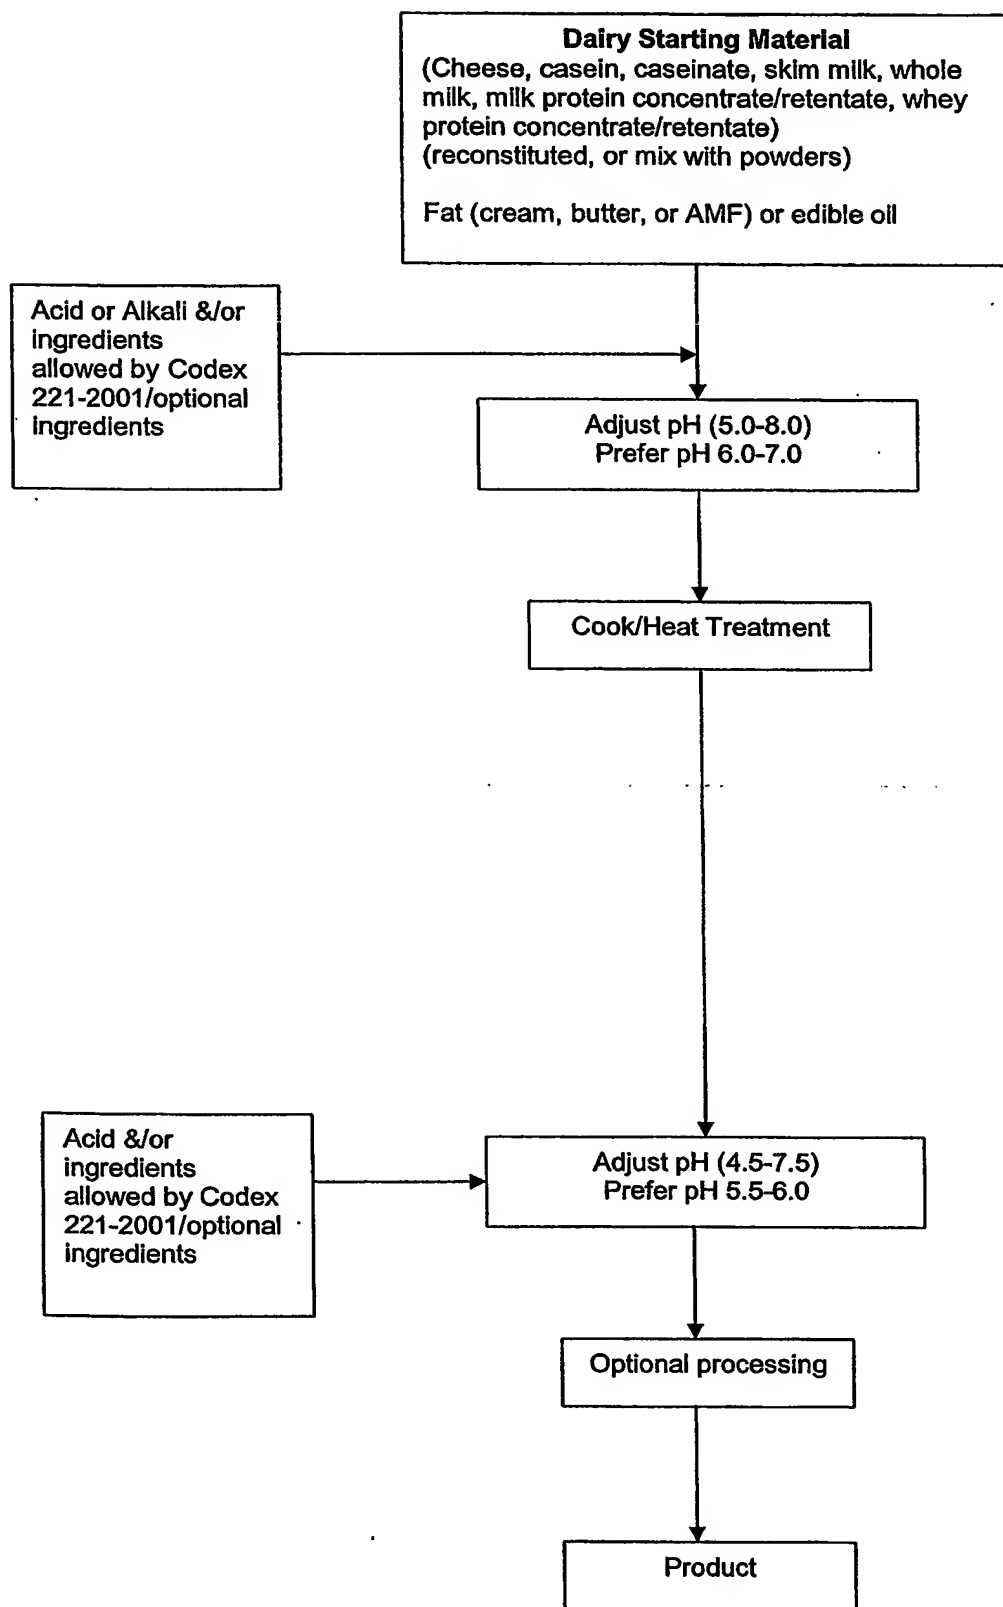 Dairy Starting Material
(Cheese, casein, caseinate, skim milk, whole
milk, milk protein concentrate/retentate, whey
protein concentrate/retentate)
(reconstituted, or mix with powders)
Fat (cream, butter, or AMF) or edible oil
Acid or Alkali &/or
ingredients
allowed by Codex
221-2001/optional
ingredients
Adjust pH (5.0-8.0)
Prefer pH 6.0-7.0
Cook/Heat Treatment
Acid &/or
ingredients
allowed by Codex
221-2001/optional
ingredients
Adjust pH (4.5-7.5)
Prefer pH 5.5-6.0
Optional processing
Product